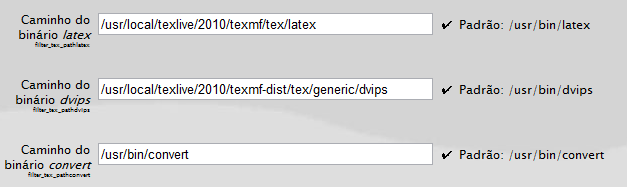 Caminho do
binário latex
filter_tex_pathlatex
/usr/local/texlive/2010/texmf/tex/latex
✔ Padrão: /usr/bin/latex
Caminho do
binário dvips
filter_tex_pathdvips
/usr/local/texlive/2010/texmf-dist/tex/generic/dvips
✔ Padrão: /usr/bin/dvips
Caminho do
binário convert
filter_tex_pathconvert
/usr/bin/convert
✔ Padrão: /usr/bin/convert